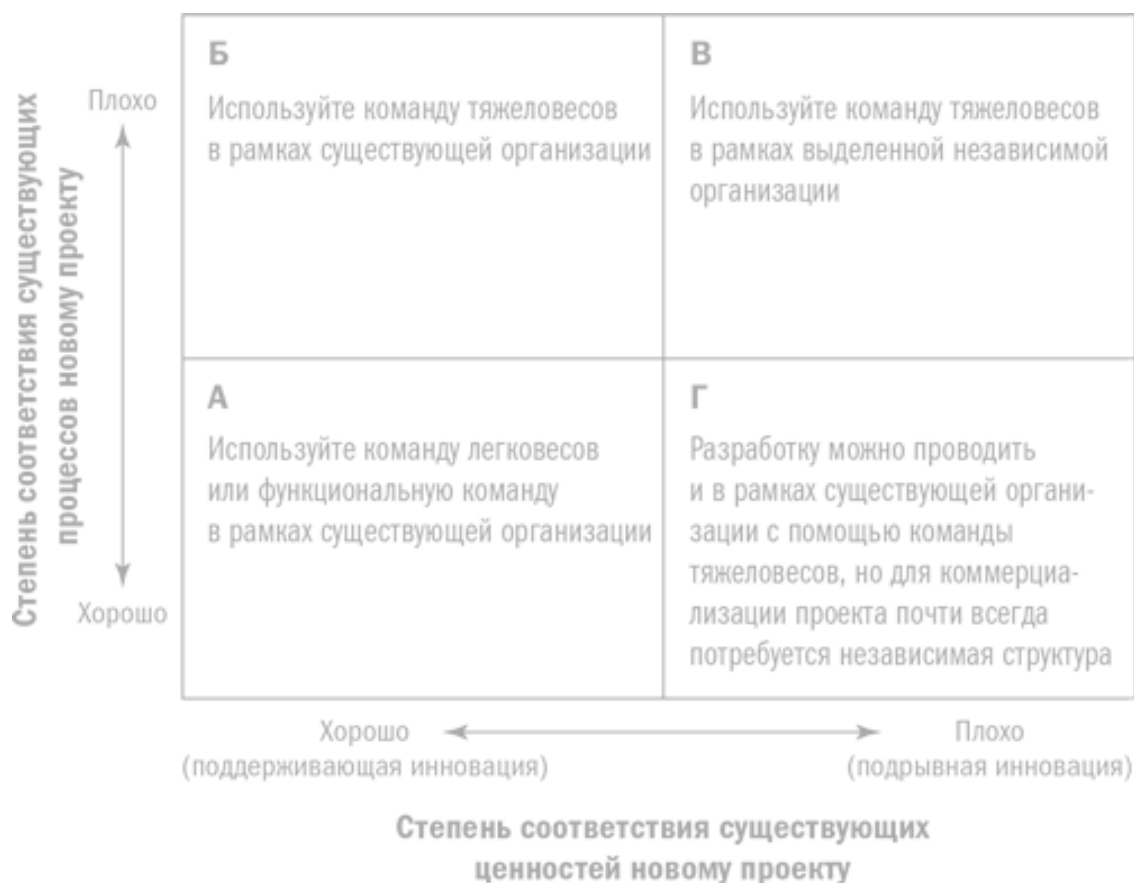 Степень соответствия существующих
процессов новому проекту
Плохо
Хорошо
Б
Используйте команду тяжеловесов
в рамках существующей организации
В
Используйте команду тяжеловесов
в рамках выделенной независимой
организации
А
Используйте команду легковесов
или функциональную команду
в рамках существующей организации
Г
Разработку можно проводить
и в рамках существующей органи-
зации с помощью команды
тяжеловесов, но для коммерциа-
лизации проекта почти всегда
потребуется независимая структура
Хорошо
(поддерживающая инновация)
Плохо
(подрывная инновация)
Степень соответствия существующих
ценностей новому проекту